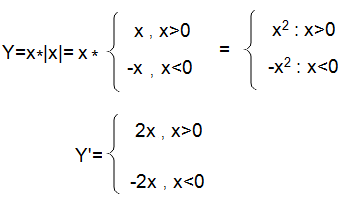 Y=x*|x|= x * { x , x>0 = { x² : x>0
-x , x<0 -x² : x<0
Y'= { 2x , x>0
-2x , x<0